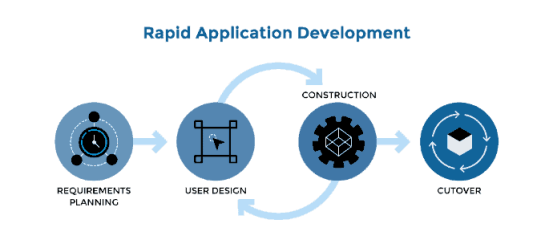 Rapid Application Development
CONSTRUCTION
REQUIREMENTS
PLANNING
USER DESIGN
CUTOVER